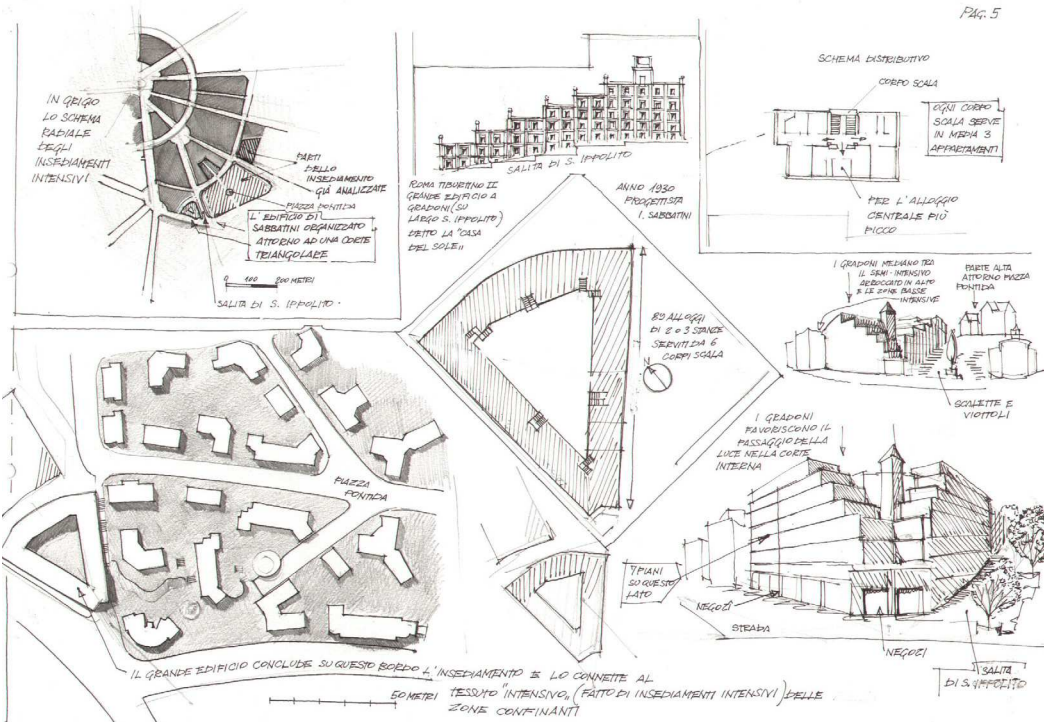 PAG. 5
IN GRIGIO
LO SCHEMA
RADIALE
DEGLI
INSEDIAMENTI
INTENSIVI
PARTI
DELLO
INSEDIAMENTO
GIÀ ANALIZZATE
PIAZZA PONTIDA
L'EDIFICIO DI
SABBATINI ORGANIZZATO
ATTORNO AD UNA CORTE
TRIANGOLARE
0 100 200 METRI
SALITA DI S. IPPOLITO.
SALITA DI S. IPPOLITO
ROMA TIBURTINO II
GRANDE EDIFICIO A
GRADONI (SU
LARGO S. IPPOLITO)
DETTO LA "CASA
DEL SOLE"
ANNO 1930
PROGETTISTA
I. SABBATINI
SCHEMA DISTRIBUTIVO
CORPO SCALA
OGNI CORPO
SCALA SERVE
IN MEDIA 3
APPARTAMENTI
PER L'ALLOGGIO
CENTRALE PIÙ
PICCO
89 ALLOGGI
DI 2 O 3 STANZE
SERVITI DA 6
CORPI SCALA
N
I GRADONI MEDIANO TRA
IL SEMI-INTENSIVO
ARROCCATO IN ALTO
E LE ZONE BASSE
INTENSIVE
PARTE ALTA
ATTORNO PIAZZA
PONTIDA
SCALETTE E
VIOTTOLI
I GRADONI
FAVORISCONO IL
PASSAGGIO DELLA
LUCE NELLA CORTE
INTERNA
PIAZZA
PONTIDA
7 PIANI
SU QUESTO
LATO
NEGOZI
STRADA
NEGOZI
SALITA
DI S. IPPOLITO
IL GRANDE EDIFICIO CONCLUDE SU QUESTO BORDO L'INSEDIAMENTO E LO CONNETTE AL
TESSUTO "INTENSIVO" (FATTO DI INSEDIAMENTI INTENSIVI) DELLE
ZONE CONFINANTI
50 METRI